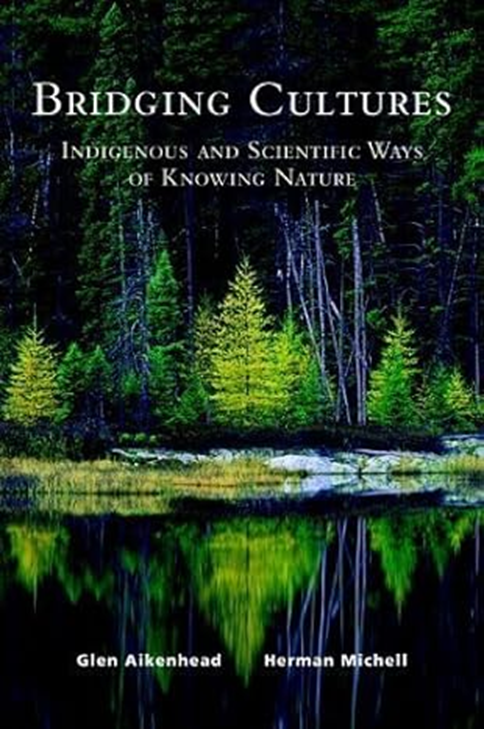 BRIDGING CULTURES
INDIGENOUS AND SCIENTIFIC WAYS
OF KNOWING NATURE
Glen Aikenhead Herman Michell